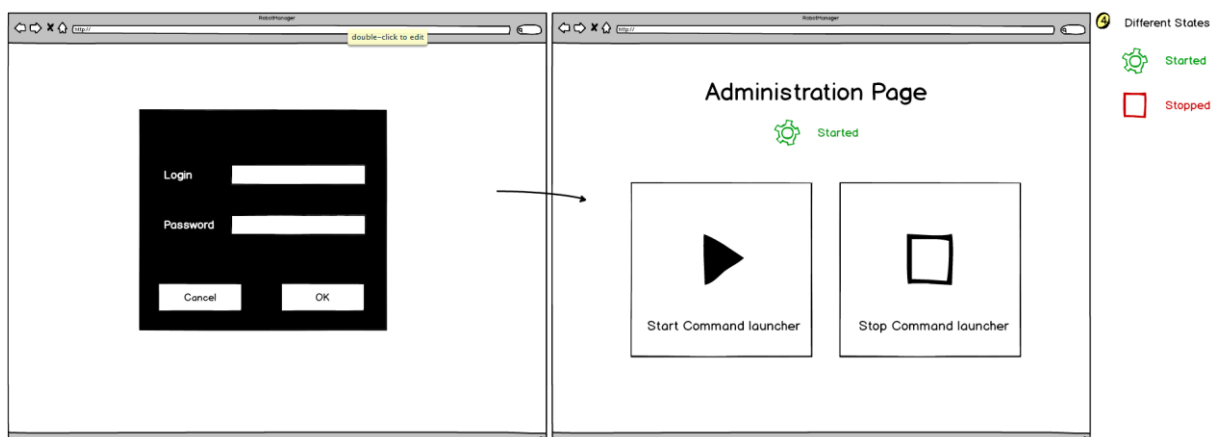 RobotManager
http://
double-click to edit
Login
Password
Cancel
OK
RobotManager
http://
Administration Page
Started
Start Command launcher
Stop Command launcher
4
Different States
Started
Stopped